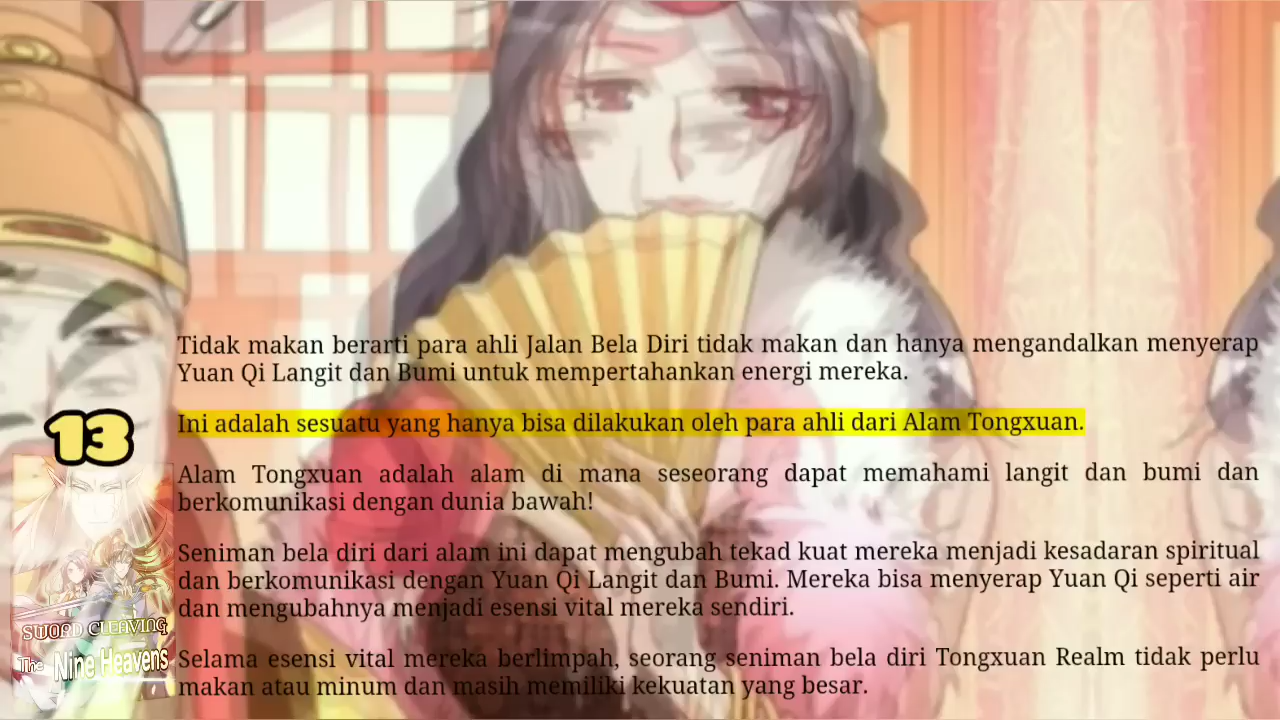 Tidak makan berarti para ahli Jalan Bela Diri tidak makan dan hanya mengandalkan menyerap
Yuan Qi Langit dan Bumi untuk mempertahankan energi mereka.
Ini adalah sesuatu yang hanya bisa dilakukan oleh para ahli dari Alam Tongxuan.
13
Alam Tongxuan adalah alam di mana seseorang dapat memahami langit dan bumi dan
berkomunikasi dengan dunia bawah!
Seniman bela diri dari alam ini dapat mengubah tekad kuat mereka menjadi kesadaran spiritual
dan berkomunikasi dengan Yuan Qi Langit dan Bumi. Mereka bisa menyerap Yuan Qi seperti air
dan mengubahnya menjadi esensi vital mereka sendiri.
SWORD CLEAVING
The Nine Heavens
Selama esensi vital mereka berlimpah, seorang seniman bela diri Tongxuan Realm tidak perlu
makan atau minum dan masih memiliki kekuatan yang besar.